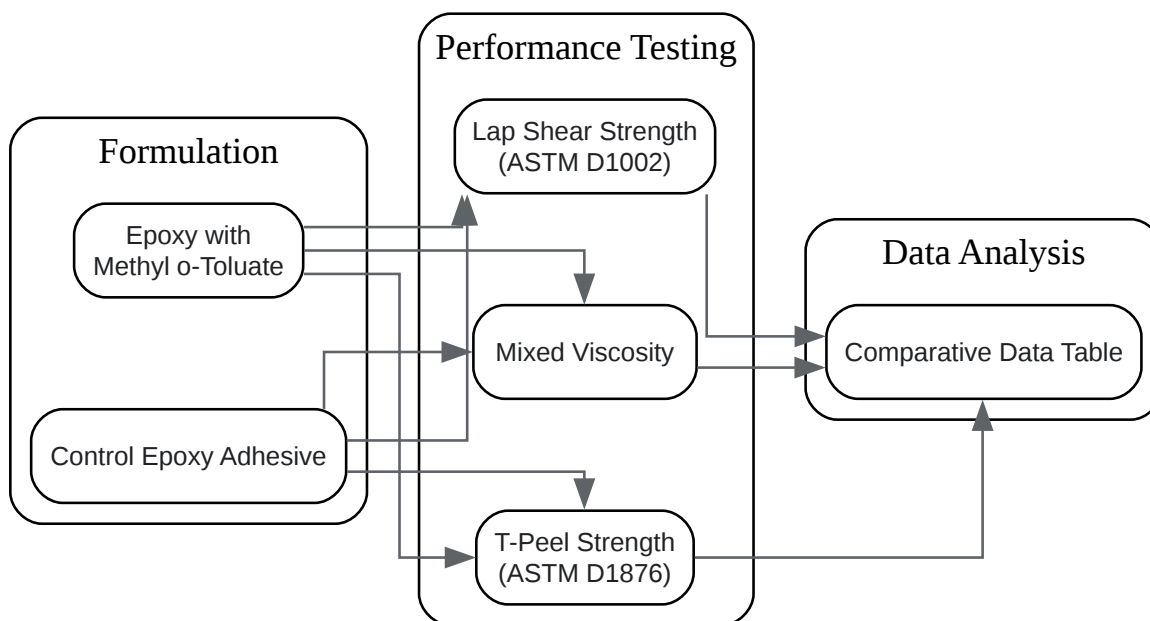 Performance Testing
Lap Shear Strength
(ASTM D1002)
Formulation
Epoxy with
Methyl o-Toluate
Data Analysis
Mixed Viscosity
Comparative Data Table
Control Epoxy Adhesive
T-Peel Strength
(ASTM D1876)